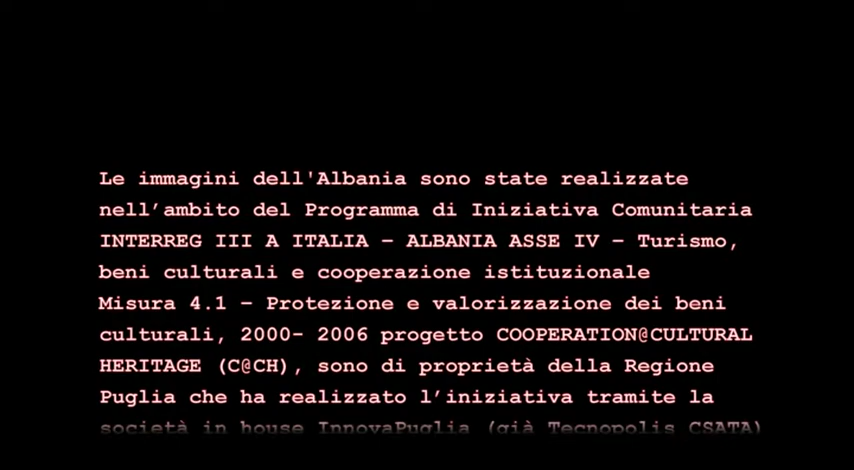 Le immagini dell'Albania sono state realizzate
nell’ambito del Programma di Iniziativa Comunitaria
INTERREG III A ITALIA – ALBANIA ASSE IV – Turismo,
beni culturali e cooperazione istituzionale
Misura 4.1 – Protezione e valorizzazione dei beni
culturali, 2000- 2006 progetto COOPERATION@CULTURAL
HERITAGE (C@CH), sono di proprietà della Regione
Puglia che ha realizzato l’iniziativa tramite la
società in house InnovaPuglia (già Tecnopolis CSATA)